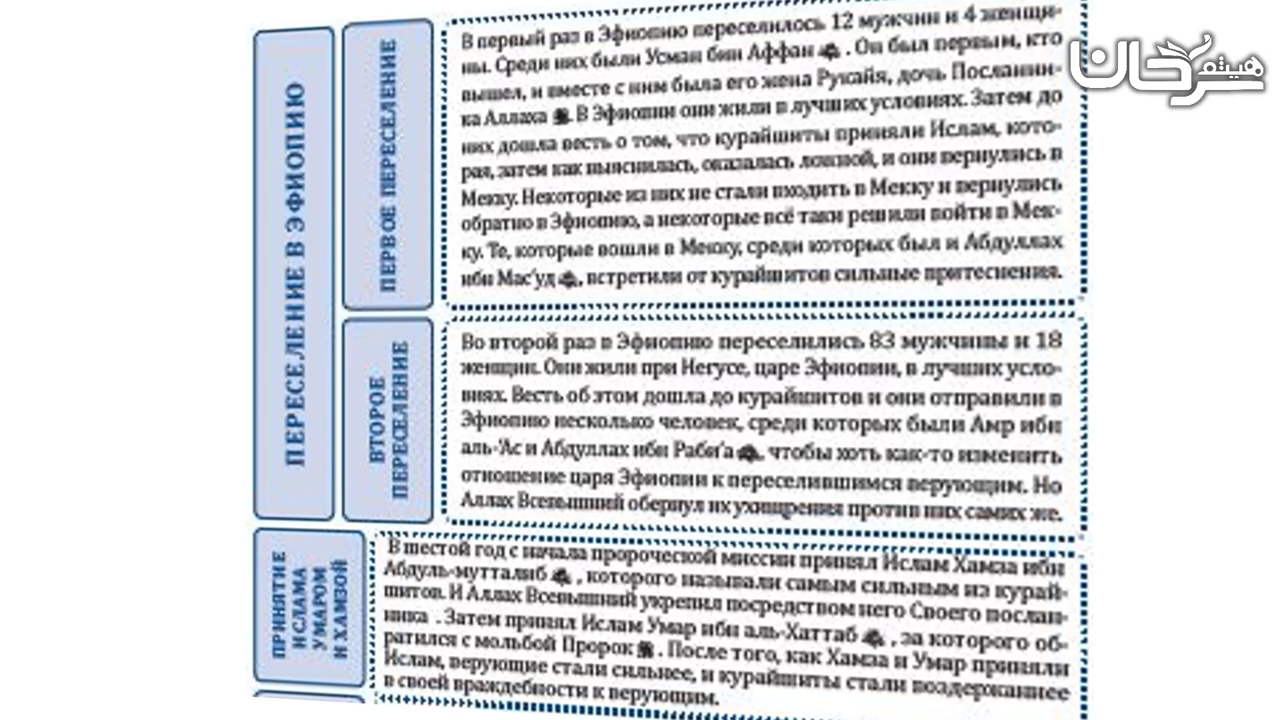 هيتو
سرگان
ПЕРЕСЕЛЕНИЕ В ЭФИОПИЮ
ПЕРВОЕ ПЕРЕСЕЛЕНИЕ
В первый раз в Эфиопию переселилось 12 мужчин и 4 женщи-
ны. Среди них были Усман бин Аффан . Он был первым, кто
вышел, и вместе с ним была его жена Рукайя, дочь Посланни-
ка Аллаха . В Эфиопии они жили в лучших условиях. Затем до
них дошла весть о том, что курайшиты приняли Ислам, кото-
рая, затем как выяснилась, оказалась ложной, и они вернулись в
Мекку. Некоторые из них не стали входить в Мекку и вернулись
обратно в Эфиопию, а некоторые всё таки решили войти в Мек-
ку. Те, которые вошли в Мекку, среди которых был и Абдуллах
ибн Мас'уд , встретили от курайшитов сильные притеснения.
ВТОРОЕ
ПЕРЕСЕЛЕНИЕ
Во второй раз в Эфиопию переселились 83 мужчины и 18
женщин. Они жили при Негусе, царе Эфиопии, в лучших усло-
виях. Весть об этом дошла до курайшитов и они отправили в
Эфиопию несколько человек, среди которых были Амр ибн
аль-'Ас и Абдуллах ибн Раби'а , чтобы хоть как-то изменить
отношение царя Эфиопии к переселившимся верующим. Но
Аллах Всевышний обернул их ухищрения против них самих же.
ПРИНЯТИЕ
ИСЛАМА
УМАРОМ
И ХАМЗОЙ
В шестой год с начала пророческой миссии принял Ислам Хамза ибн
Абдуль-мутталиб , которого называли самым сильным из курай-
шитов. И Аллах Всевышний укрепил посредством него Своего послан-
ника . Затем принял Ислам Умар ибн аль-Хаттаб , за которого об-
ратился с мольбой Пророк . После того, как Хамза и Умар приняли
Ислам, верующие стали сильнее, и курайшиты стали воздержаннее
в своей враждебности к верующим.